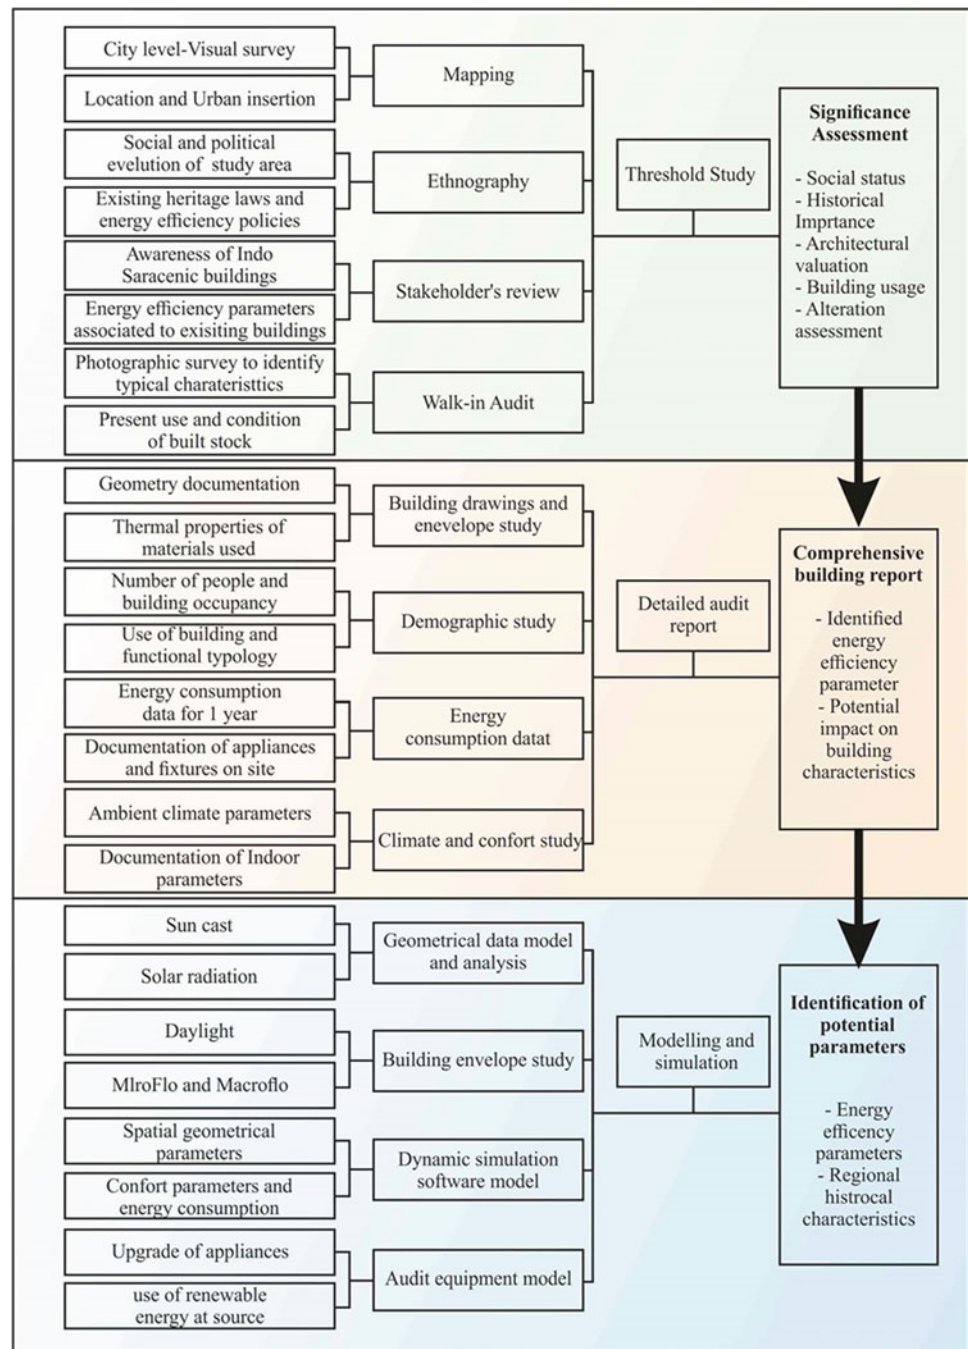 City level-Visual survey
Location and Urban insertion
Mapping
Social and political
evelution of study area
Existing heritage laws and
energy efficiency policies
Ethnography
Awareness of Indo
Saracenic buildings
Energy efficiency parameters
associated to exisiting buildings
Stakeholder's review
Photographic survey to identify
typical charateristtics
Present use and condition
of built stock
Walk-in Audit
Threshold Study
Significance
Assessment
- Social status
- Historical
Imprtance
- Architectural
valuation
- Building usage
- Alteration
assessment
Geometry documentation
Thermal properties of
materials used
Building drawings and
enevelope study
Number of people and
building occupancy
Use of building and
functional typology
Demographic study
Energy consumption
data for 1 year
Documentation of appliances
and fixtures on site
Energy
consumption datat
Ambient climate parameters
Documentation of Indoor
parameters
Climate and confort study
Detailed audit
report
Comprehensive
building report
- Identified
energy
efficiency
parameter
- Potential
impact on
building
characteristics
Sun cast
Solar radiation
Geometrical data model
and analysis
Daylight
MlroFlo and Macroflo
Building envelope study
Spatial geometrical
parameters
Confort parameters and
energy consumption
Dynamic simulation
software model
Upgrade of appliances
use of renewable
energy at source
Audit equipment model
Modelling and
simulation
Identification of
potential
parameters
- Energy
efficency
parameters
- Regional
histrocal
characteristics